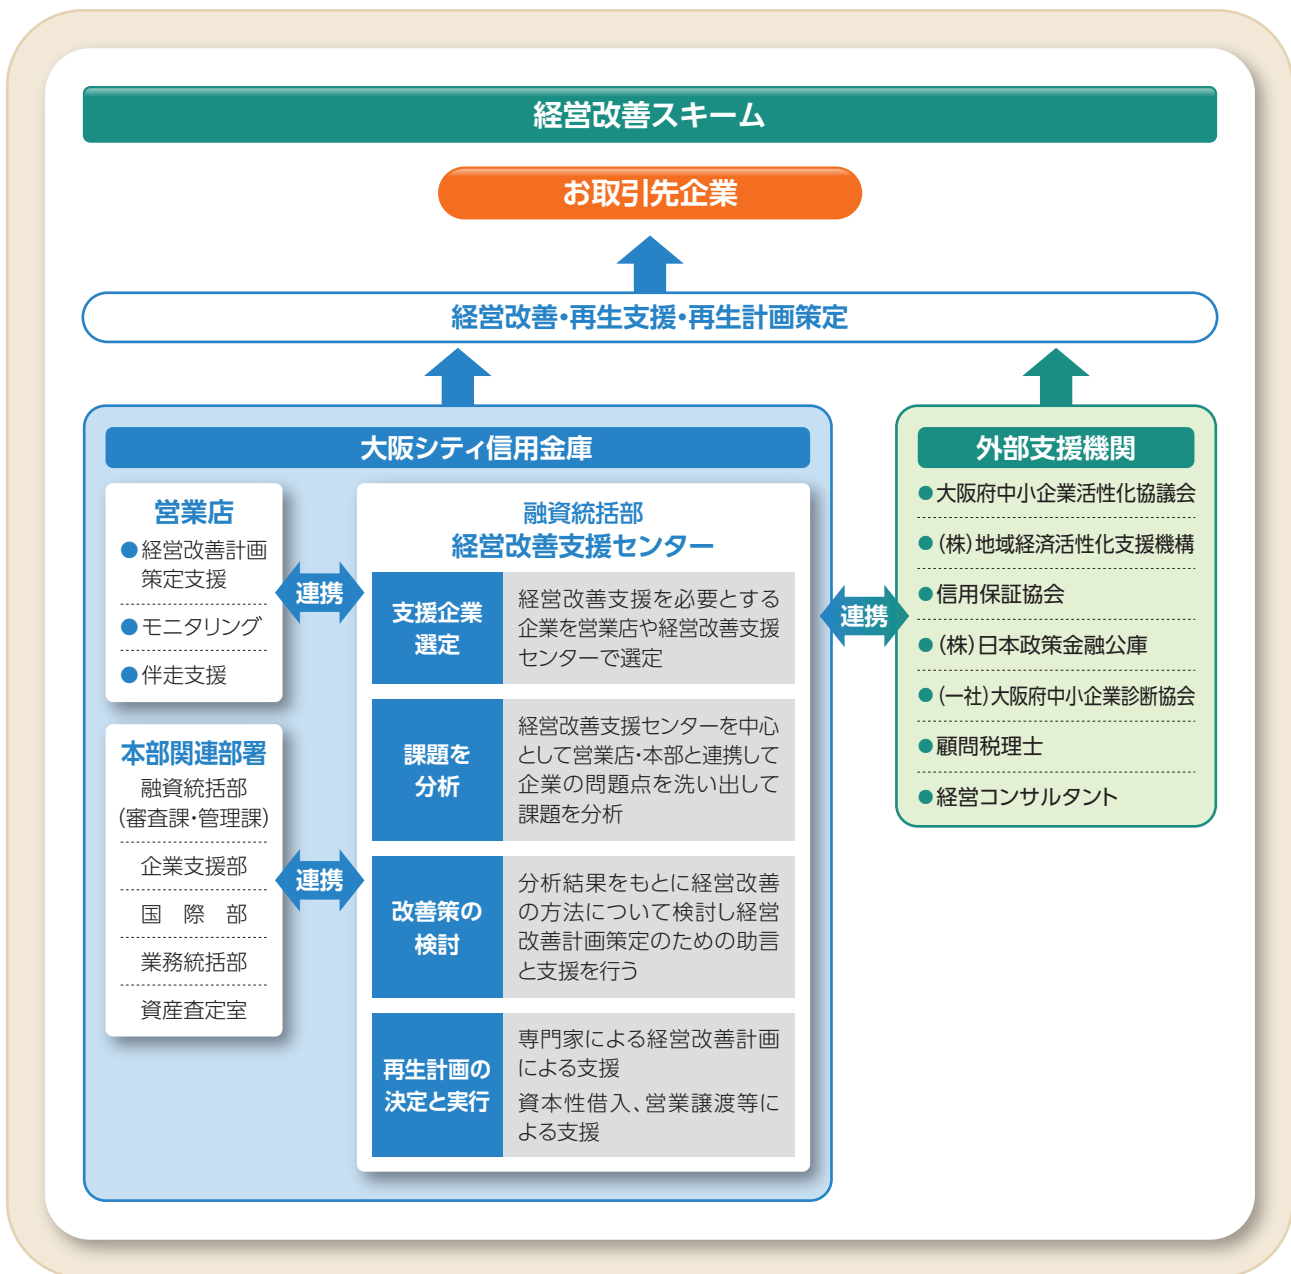 経営改善スキーム
お取引先企業
経営改善・再生支援・再生計画策定
大阪シティ信用金庫
営業店
●経営改善計画
策定支援
●モニタリング
●伴走支援
連携
本部関連部署
融資統括部
(審査課・管理課)
企業支援部
国　際　部
業務統括部
資産査定室
連携
融資統括部
経営改善支援センター
支援企業
選定
経営改善支援を必要とする
企業を営業店や経営改善支援
センターで選定
課題を
分析
経営改善支援センターを中心
として営業店・本部と連携して
企業の問題点を洗い出して
課題を分析
改善策の
検討
分析結果をもとに経営改善
の方法について検討し経営
改善計画策定のための助言
と支援を行う
再生計画の
決定と実行
専門家による経営改善計画
による支援
資本性借入、営業譲渡等に
よる支援
連携
外部支援機関
●大阪府中小企業活性化協議会
●(株)地域経済活性化支援機構
●信用保証協会
●(株)日本政策金融公庫
●(一社)大阪府中小企業診断協会
●顧問税理士
●経営コンサルタント